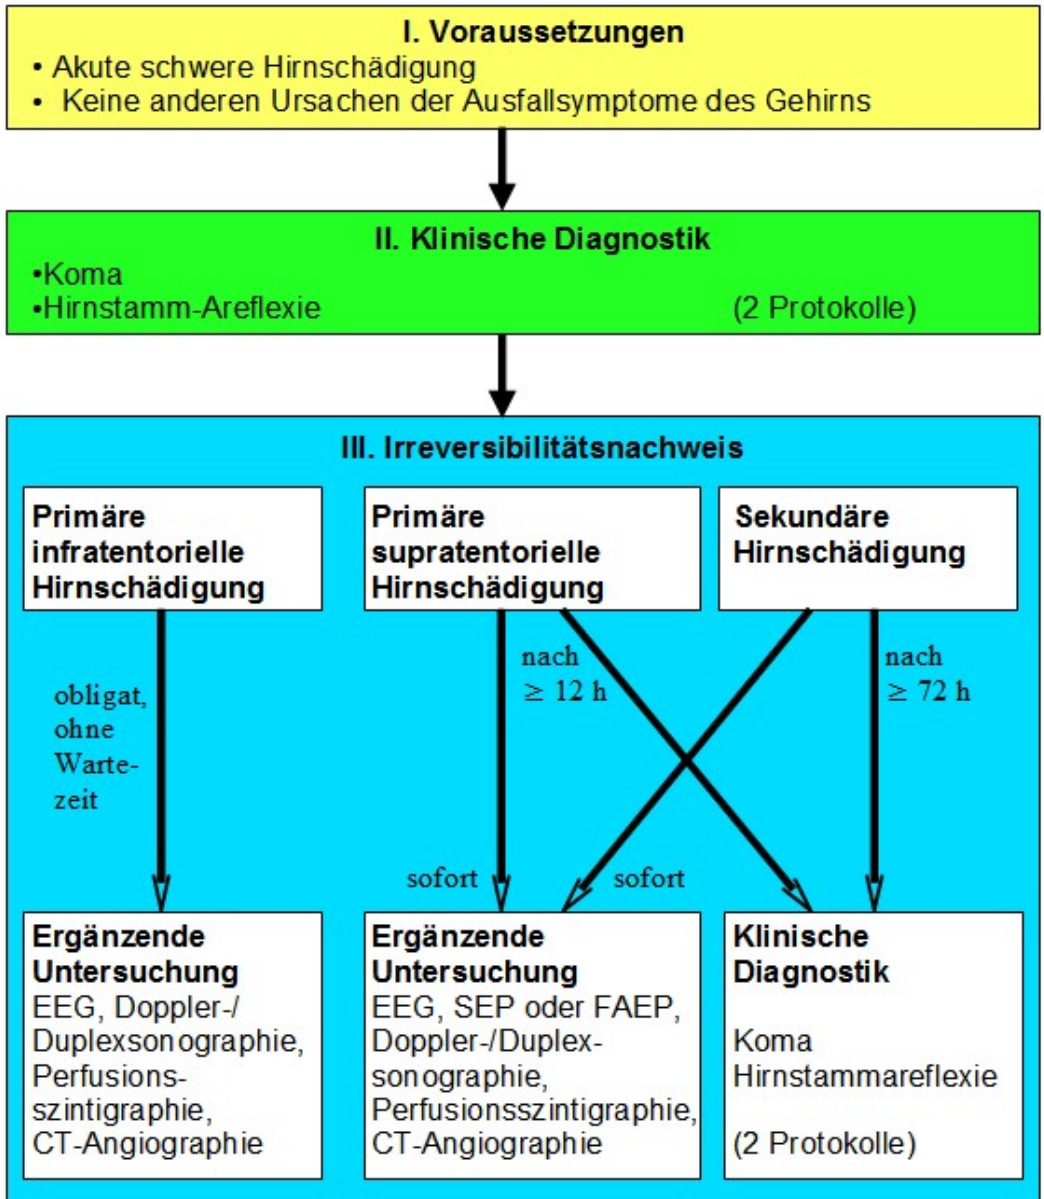 I. Voraussetzungen
• Akute schwere Hirnschädigung
• Keine anderen Ursachen der Ausfallsymptome des Gehirns
II. Klinische Diagnostik
•Koma
•Hirnstamm-Areflexie (2 Protokolle)
III. Irreversibilitätsnachweis
Primäre
infratentorielle
Hirnschädigung
Primäre
supratentorielle
Hirnschädigung
Sekundäre
Hirnschädigung
obligat,
ohne
Warte-
zeit
nach
≥ 12 h
nach
≥ 72 h
sofort
sofort
Ergänzende
Untersuchung
EEG, Doppler-/
Duplexsonographie,
Perfusions-
szintigraphie,
CT-Angiographie
Ergänzende
Untersuchung
EEG, SEP oder FAEP,
Doppler-/Duplex-
sonographie,
Perfusionsszintigraphie,
CT-Angiographie
Klinische
Diagnostik
Koma
Hirnstammareflexie
(2 Protokolle)